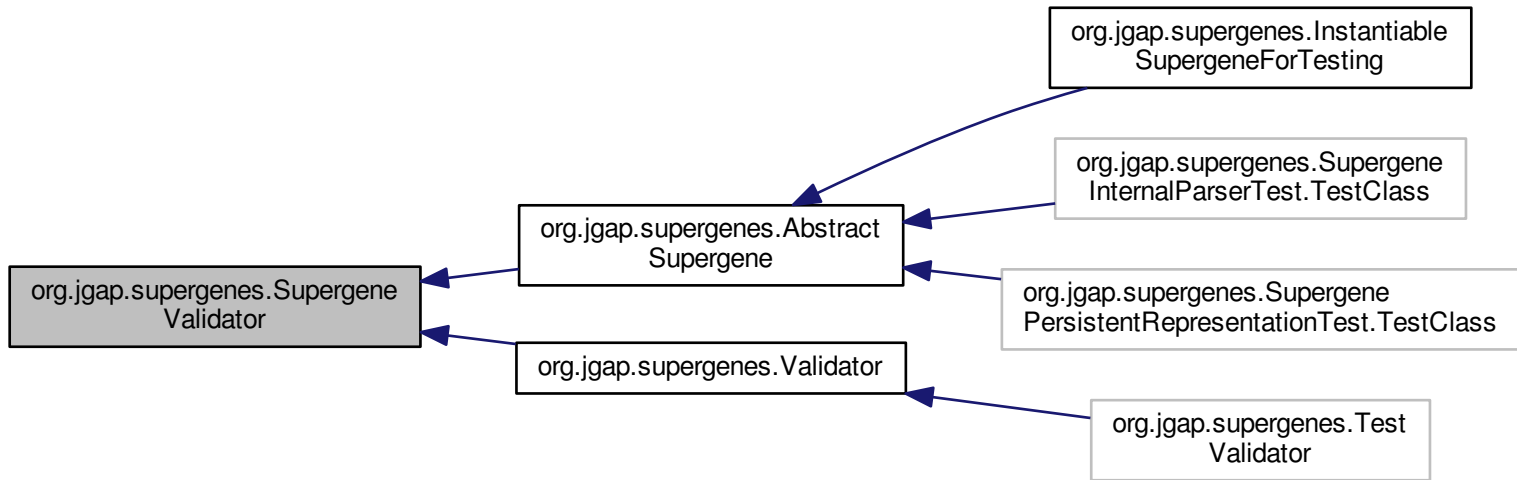 org.jgap.supergenes.Instantiable
SupergeneForTesting
org.jgap.supergenes.Supergene
InternalParserTest.TestClass
org.jgap.supergenes.Abstract
Supergene
org.jgap.supergenes.Supergene
PersistentRepresentationTest.TestClass
org.jgap.supergenes.Supergene
Validator
org.jgap.supergenes.Validator
org.jgap.supergenes.Test
Validator